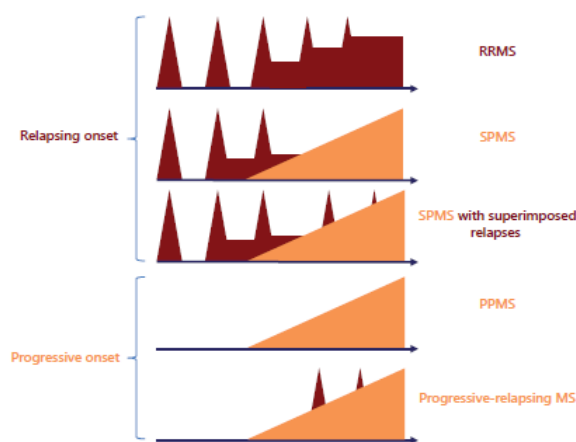 RRMS
Relapsing onset
SPMS
SPMS with superimposed
relapses
PPMS
Progressive onset
Progressive-relapsing MS